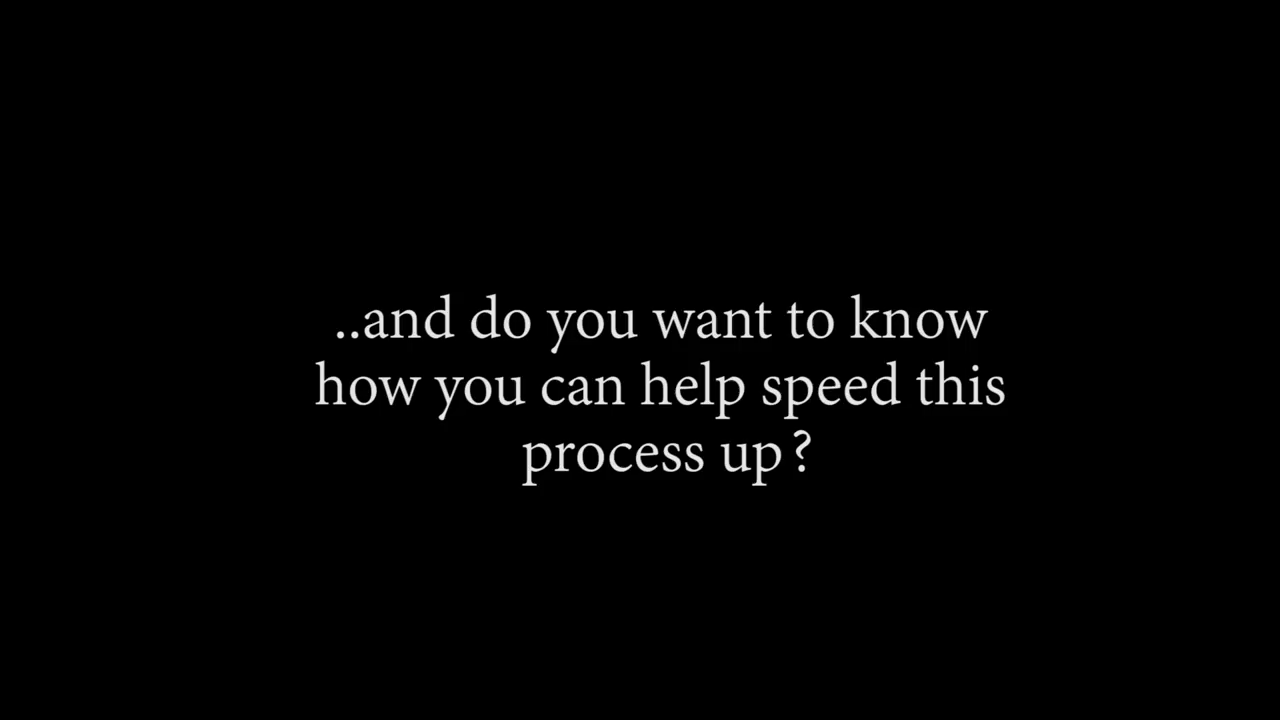 ..and do you want to know
how you can help speed this
process up?